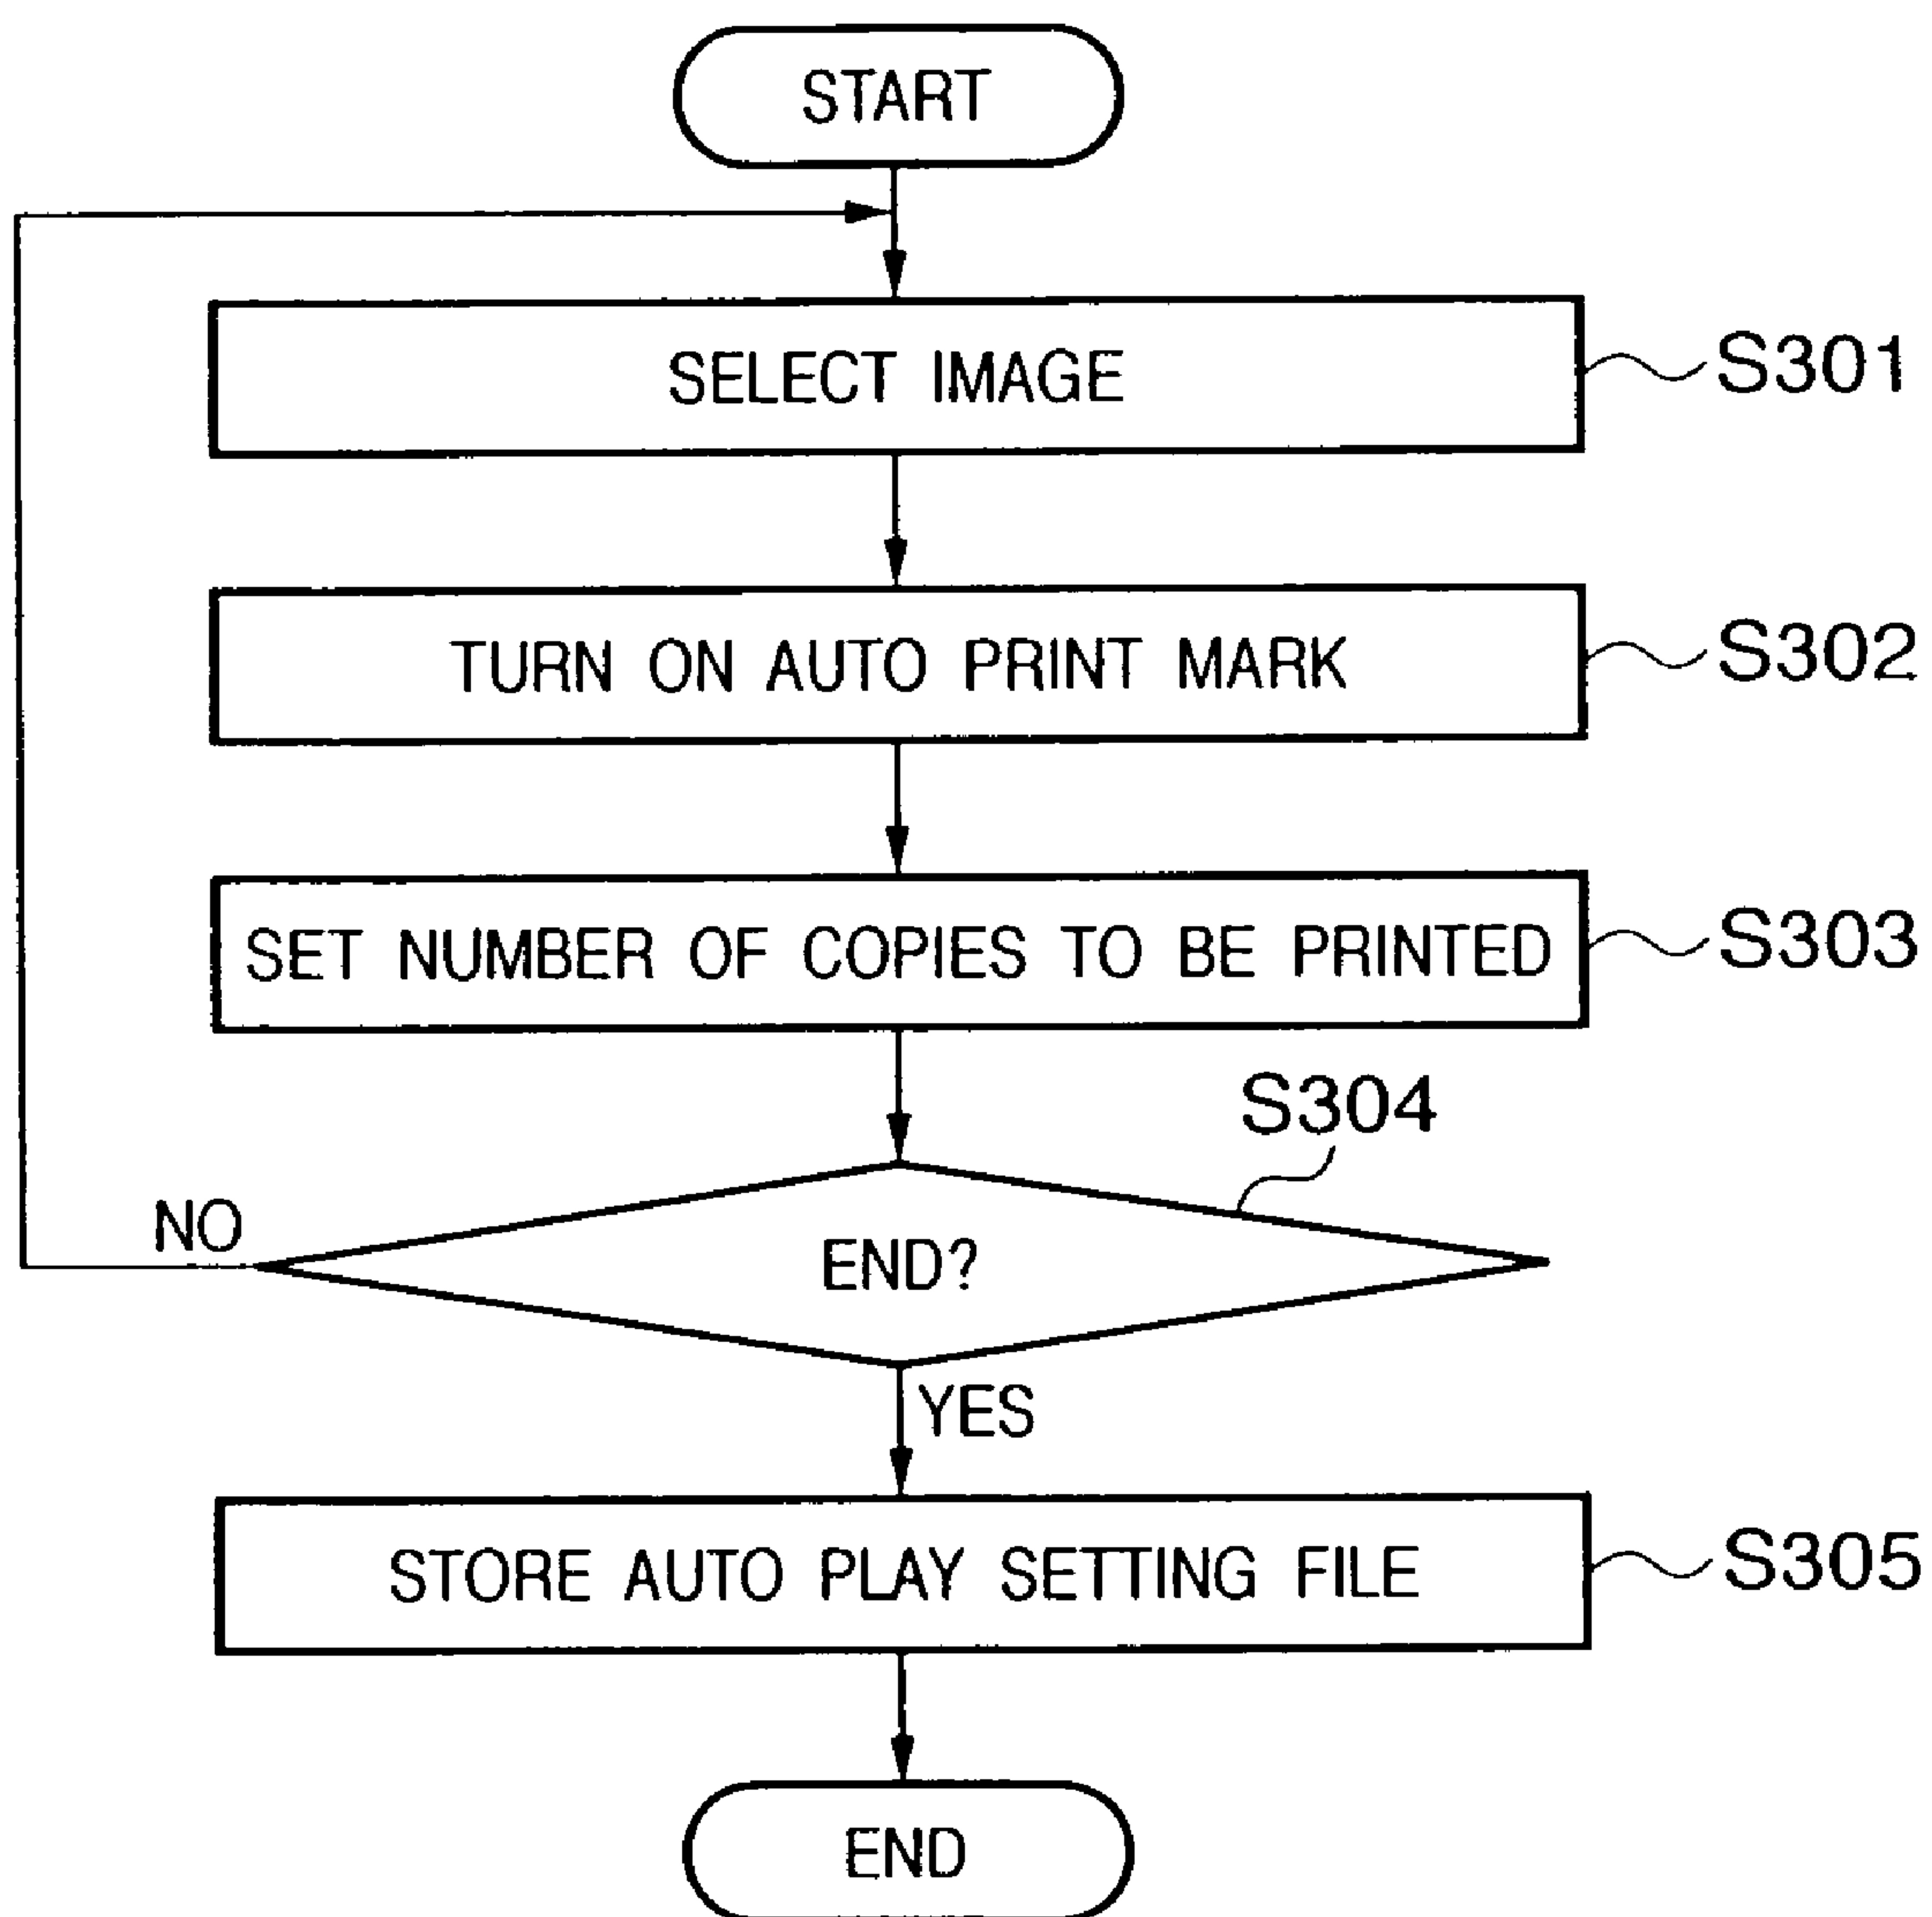 START
SELECT IMAGE
S301
TURN ON AUTO PRINT MARK
S302
SET NUMBER OF COPIES TO BE PRINTED
S303
S304
NO
END?
YES
STORE AUTO PLAY SETTING FILE
S305
END